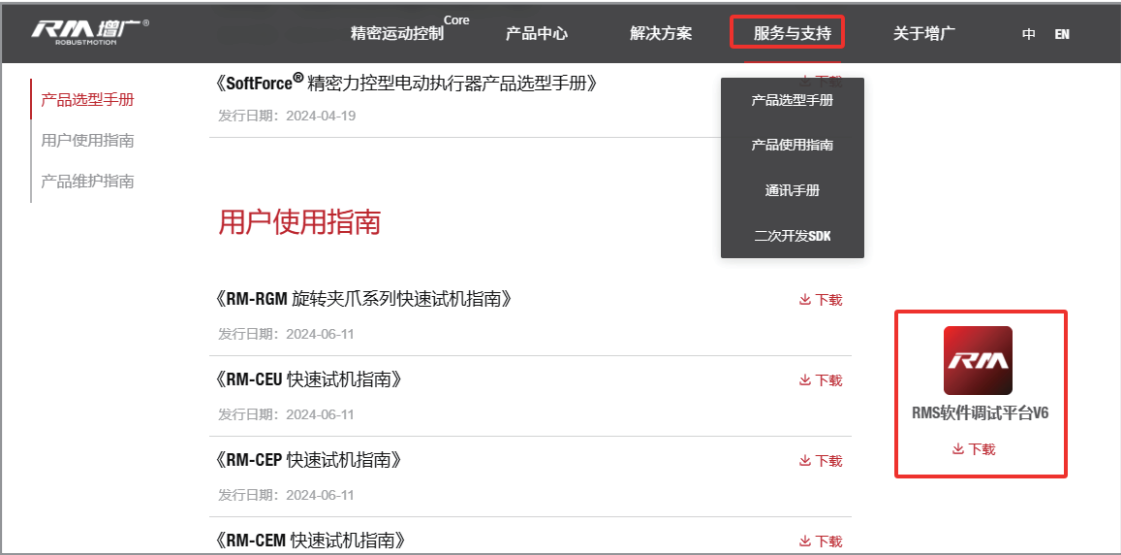 RM 增广®
ROBUSTMOTION
精密运动控制 Core
产品中心
解决方案
服务与支持
关于增广
中 EN
产品选型手册
用户使用指南
产品维护指南
《SoftForce® 精密力控型电动执行器产品选型手册》
发行日期：2024-04-19
产品选型手册
产品使用指南
通讯手册
二次开发SDK
用户使用指南
《RM-RGM 旋转夹爪系列快速试机指南》
下载
发行日期：2024-06-11
《RM-CEU 快速试机指南》
下载
发行日期：2024-06-11
《RM-CEP 快速试机指南》
下载
发行日期：2024-06-11
《RM-CEM 快速试机指南》
下载
RM
RMS软件调试平台V6
下载